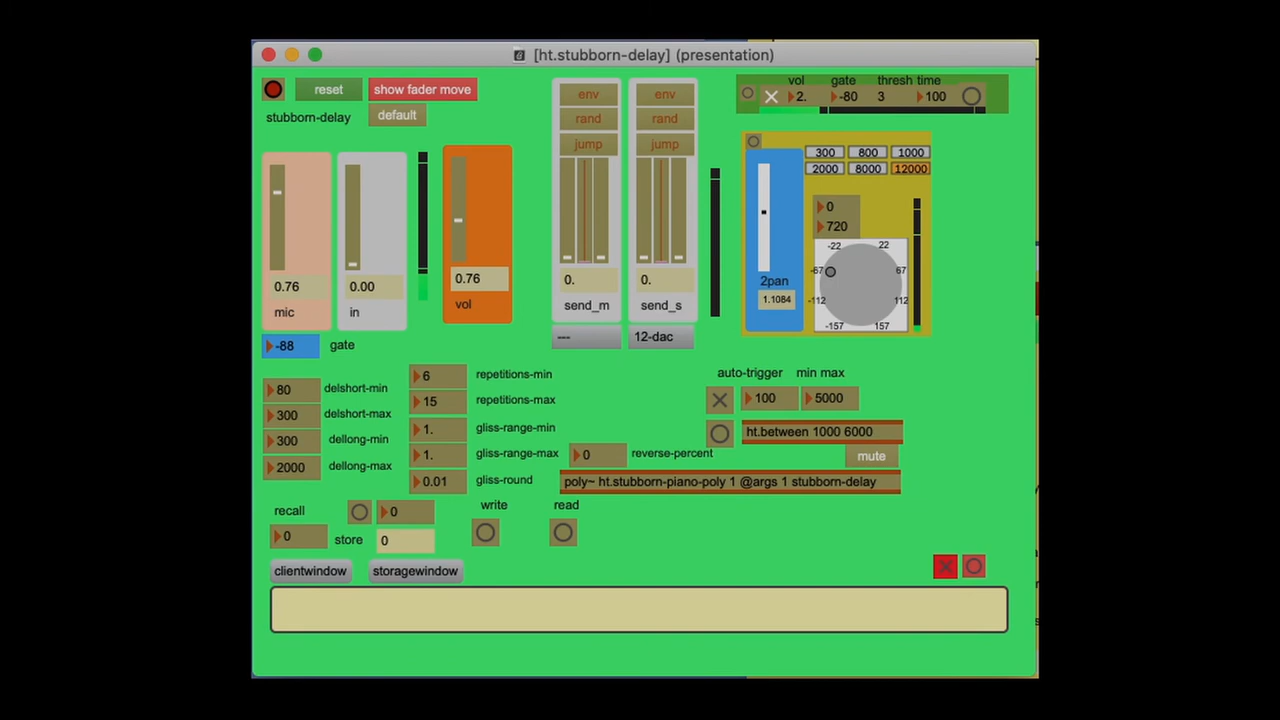 [ht.stubborn-delay] (presentation)
reset
show fader move
stubborn-delay
default
env
rand
jump
0.
send_m
---
env
rand
jump
0.
send_s
12-dac
vol gate thresh time
2. -80 3 100
300 800 1000
2000 8000 12000
0
720
2pan
1.1084
-22 22
-67 67
-112 112
-157 157
0.76
mic
0.00
in
0.76
vol
-88 gate
80 delshort-min
300 delshort-max
300 dellong-min
2000 dellong-max
6 repetitions-min
15 repetitions-max
1. gliss-range-min
1. gliss-range-max
0.01 gliss-round
0 reverse-percent
auto-trigger min max
100 5000
ht.between 1000 6000
mute
poly~ ht.stubborn-piano-poly 1 @args 1 stubborn-delay
recall
0
0
store 0
write
read
clientwindow
storagewindow